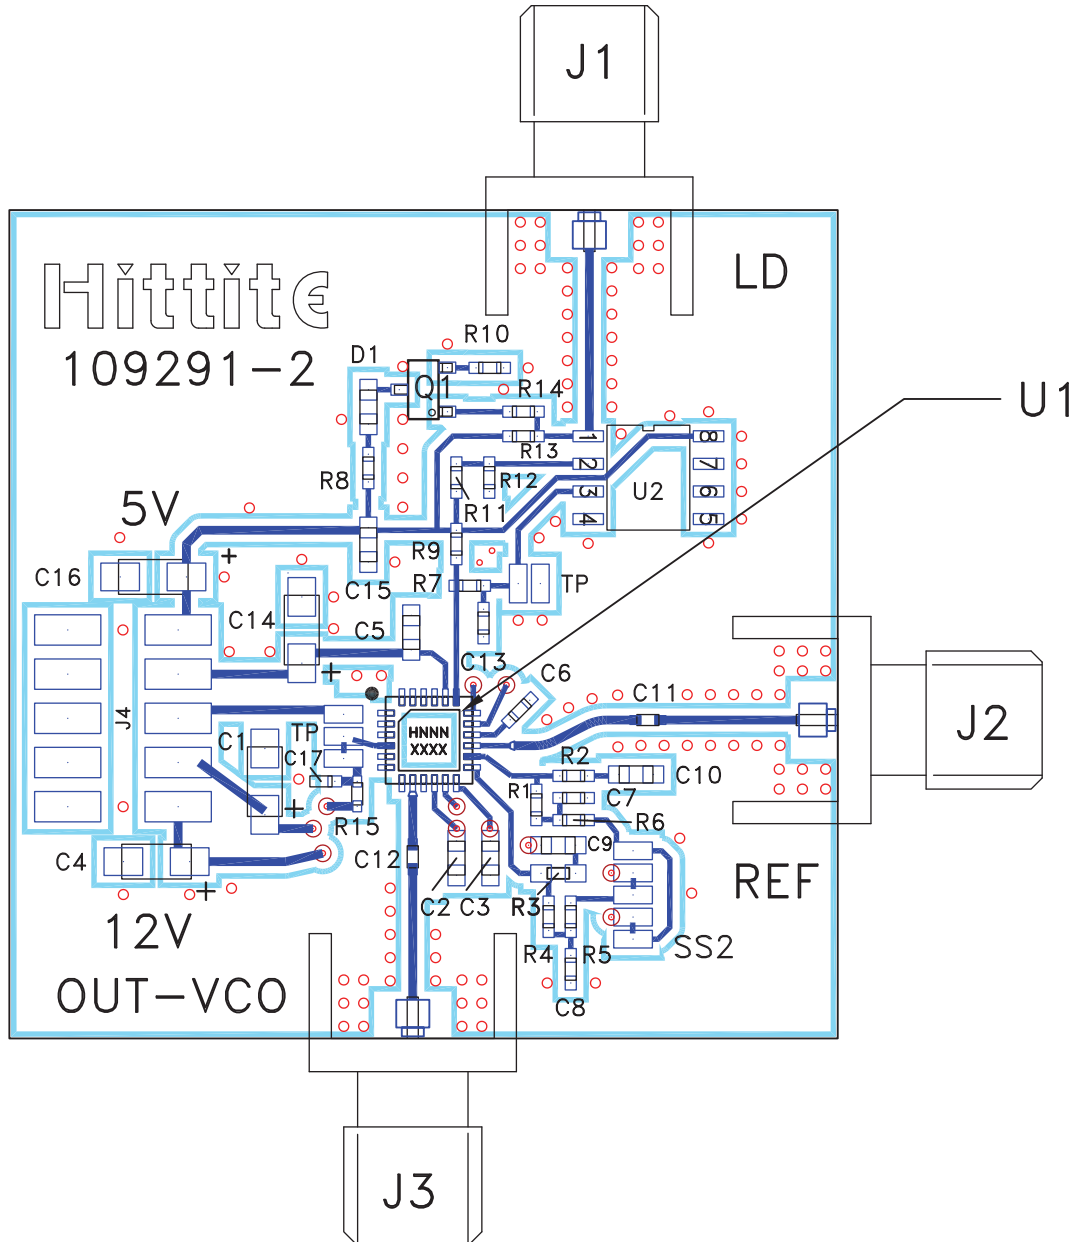 J1
Hittite
LD
109291-2
D1
R10
Q1
R14
U1
R13
1
8
R8
R12
2
7
U2
5V
R11
3
6
4
5
+
R9
C16
C15
R7
TP
C14
C5
+
C13
C6
J4
C11
J2
C1
TP
HNNN
XXXX
C17
R2
C10
R1
C7
+
R15
R6
C12
C9
C4
+
C2
C3
R3
REF
12V
R4
R5
SS2
OUT-VCO
C8
J3